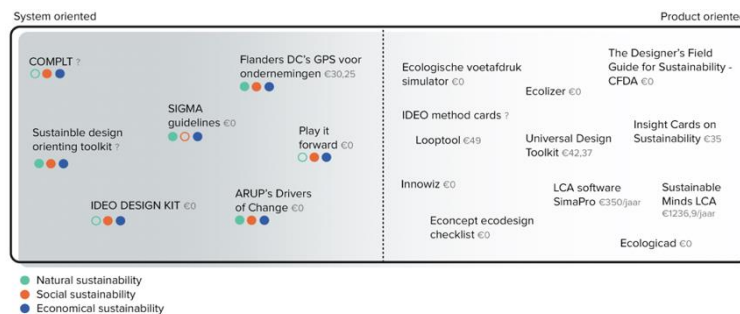 System oriented
Product oriente
COMPLT ?
Flanders DC's GPS voor
ondernemingen €30,25
SIGMA
guidelines €0
Sustainble design
orienting toolkit ?
Play it
forward €0
IDEO DESIGN KIT €0
ARUP's Drivers
of Change €0
Ecologische voetafdruk
simulator €0
Ecolizer €0
The Designer's Field
Guide for Sustainability -
CFDA €0
IDEO method cards ?
Looptool €49
Universal Design
Toolkit €42,37
Insight Cards on
Sustainability €35
Innowiz €0
LCA software
SimaPro €350/jaar
Sustainable
Minds LCA
€1236,9/jaar
Econcept ecodesign
checklist €0
Ecologicad €0
Natural sustainability
Social sustainability
Economical sustainability